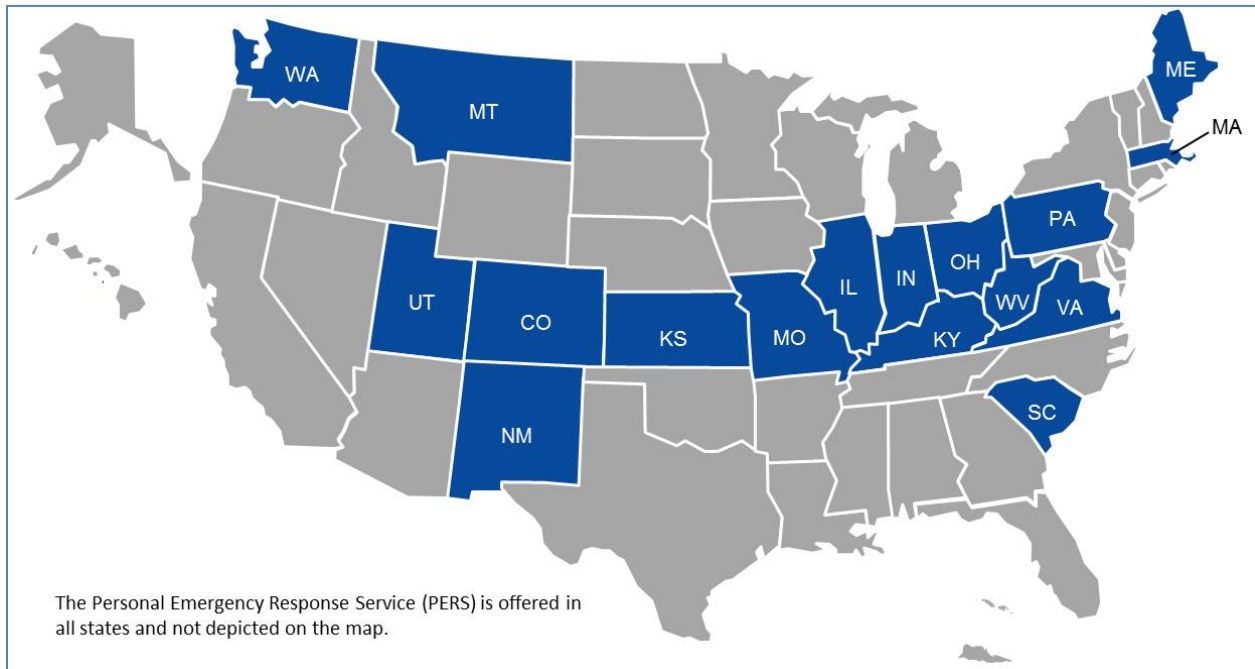 WA
MT
ME
MA
PA
OH
IL
IN
WV
VA
UT
CO
KS
MO
KY
SC
NM
The Personal Emergency Response Service (PERS) is offered in
all states and not depicted on the map.